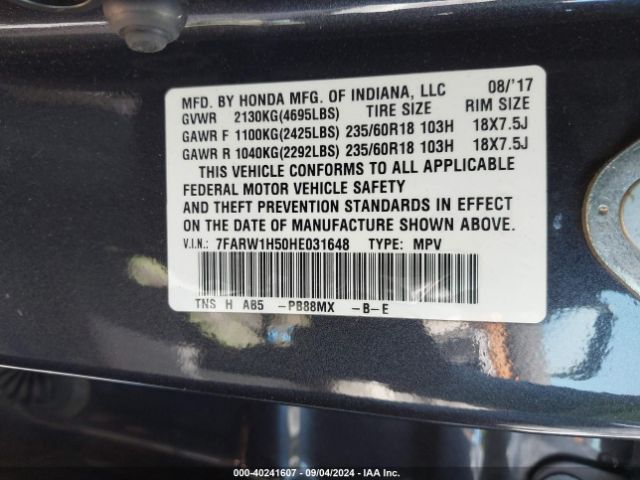 MFD. BY HONDA MFG. OF INDIANA, LLC 08/'17
GVWR 2130KG(4695LBS) TIRE SIZE RIM SIZE
GAWR F 1100KG(2425LBS) 235/60R18 103H 18X7.5J
GAWR R 1040KG(2292LBS) 235/60R18 103H 18X7.5J
THIS VEHICLE CONFORMS TO ALL APPLICABLE
FEDERAL MOTOR VEHICLE SAFETY
AND THEFT PREVENTION STANDARDS IN EFFECT
ON THE DATE OF MANUFACTURE SHOWN ABOVE.
V.I.N.: 7FARW1H50HE031648 TYPE: MPV
TNS H A85 -PB88MX -B-E
000-40241607 - 09/04/2024 - IAA Inc.